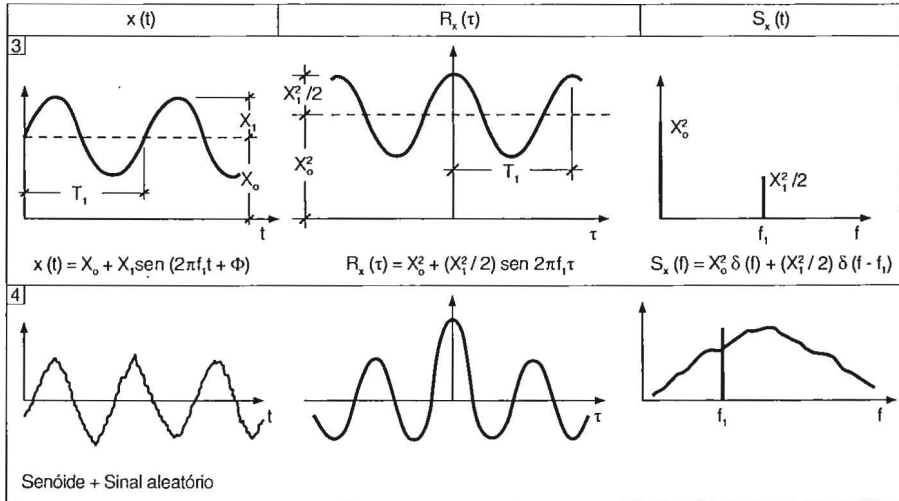 x (t)
R_x (τ)
S_x (t)
3
X_1
X_o
T_1
t
X_1^2/2
X_o^2
T_1
τ
X_o^2
X_1^2/2
f_1
f
x (t) = X_o + X_1 sen (2πf_1t + Φ)
R_x (τ) = X_o^2 + (X_1^2/2) sen 2πf_1τ
S_x (f) = X_o^2 δ (f) + (X_1^2/2) δ (f - f_1)
4
t
τ
f_1
f
Senóide + Sinal aleatório